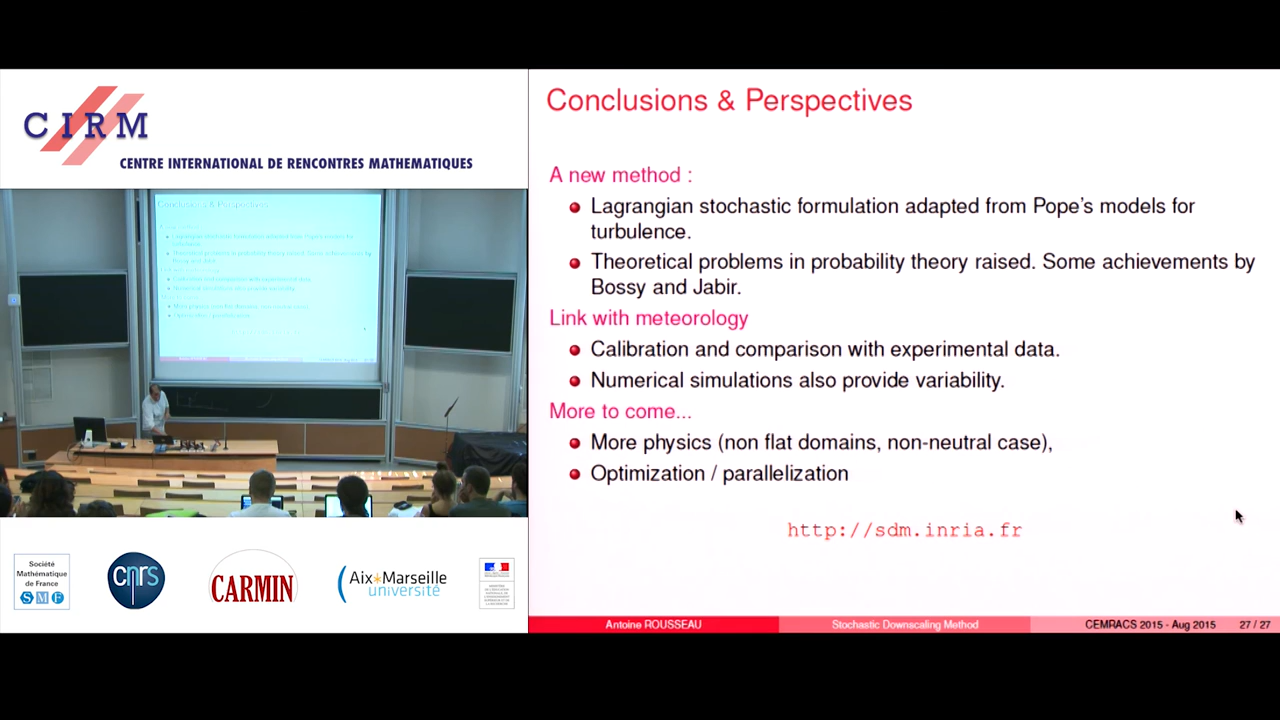 CIRM
CENTRE INTERNATIONAL DE RENCONTRES MATHEMATIQUES
Conclusions & Perspectives
Société
Mathématique
de France
SMF
cnrs
CARMIN
Aix*Marseille
université
Conclusions & Perspectives
A new method :
Lagrangian stochastic formulation adapted from Pope's models for
turbulence.
Theoretical problems in probability theory raised. Some achievements by
Bossy and Jabir.
Link with meteorology
Calibration and comparison with experimental data.
Numerical simulations also provide variability.
More to come...
More physics (non flat domains, non-neutral case),
Optimization / parallelization
http://sdm.inria.fr
Antoine ROUSSEAU
Stochastic Downscaling Method
CEMRACS 2015 - Aug 2015
27 / 27